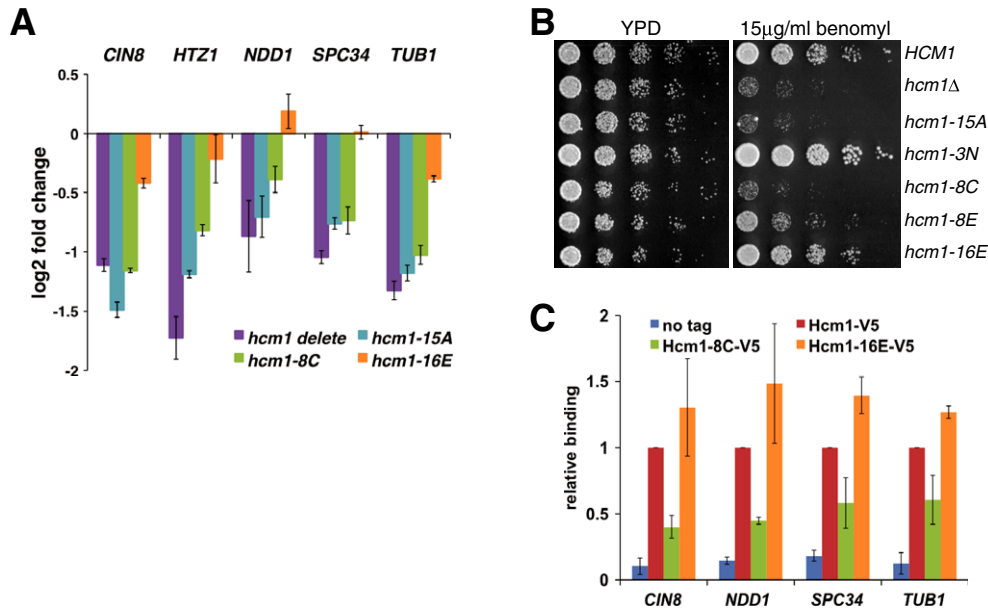 A
CIN8 HTZ1 NDD1 SPC34 TUB1
0.5
0
-0.5
-1
-1.5
-2
log2 fold change
hcm1 delete hcm1-15A
hcm1-8C hcm1-16E
B
YPD 15µg/ml benomyl
HCM1
hcm1Δ
hcm1-15A
hcm1-3N
hcm1-8C
hcm1-8E
hcm1-16E
C
no tag Hcm1-V5
Hcm1-8C-V5 Hcm1-16E-V5
2
1.5
1
0.5
0
relative binding
CIN8 NDD1 SPC34 TUB1